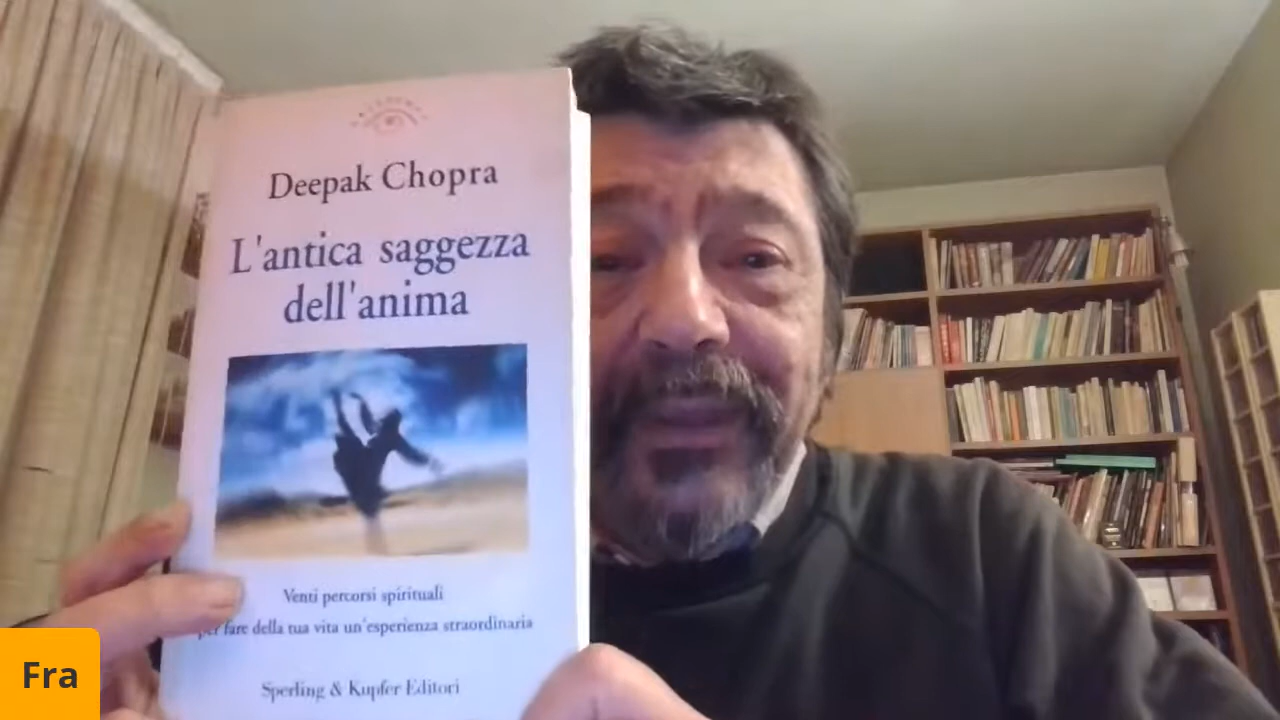 Deepak Chopra
L'antica saggezza
dell'anima
Venti percorsi spirituali
per fare della tua vita un'esperienza straordinaria
Sperling & Kupfer Editori
Fra